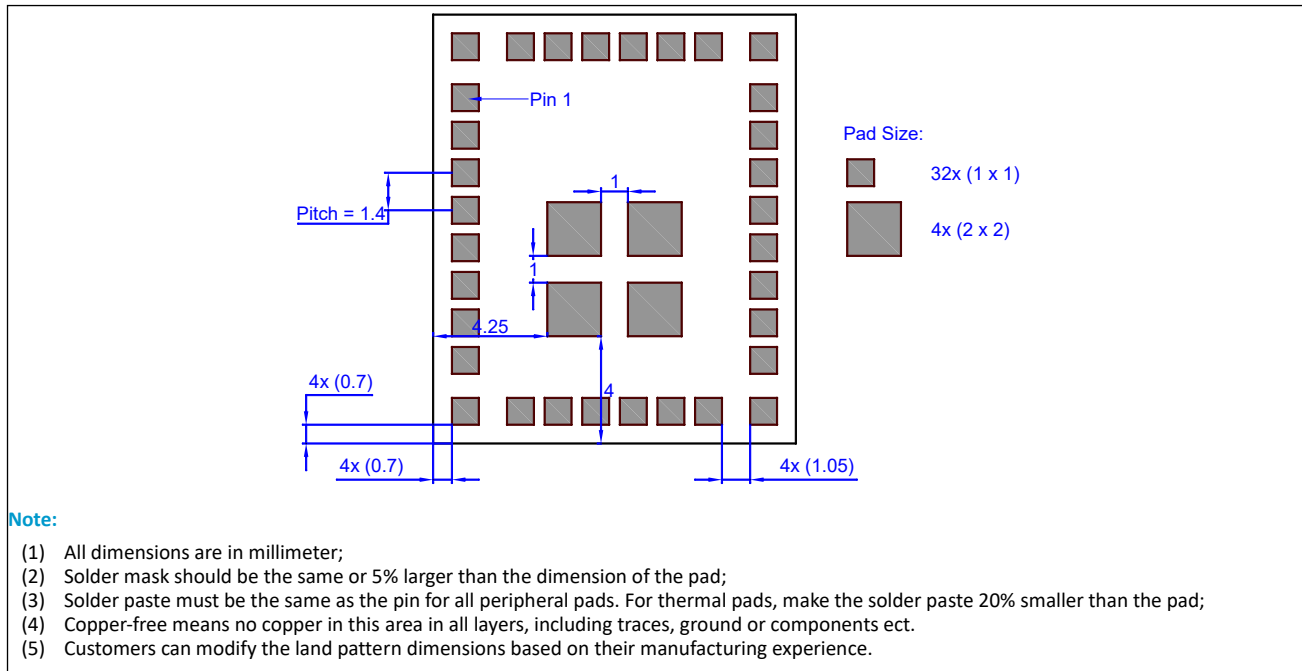 Pin 1
Pad Size:
32x (1 x 1)
1
Pitch = 1.4
4x (2 x 2)
1
4.25
4x (0.7)
4
4x (0.7)
4x (1.05)
Note:
(1) All dimensions are in millimeter;
(2) Solder mask should be the same or 5% larger than the dimension of the pad;
(3) Solder paste must be the same as the pin for all peripheral pads. For thermal pads, make the solder paste 20% smaller than the pad;
(4) Copper-free means no copper in this area in all layers, including traces, ground or components ect.
(5) Customers can modify the land pattern dimensions based on their manufacturing experience.